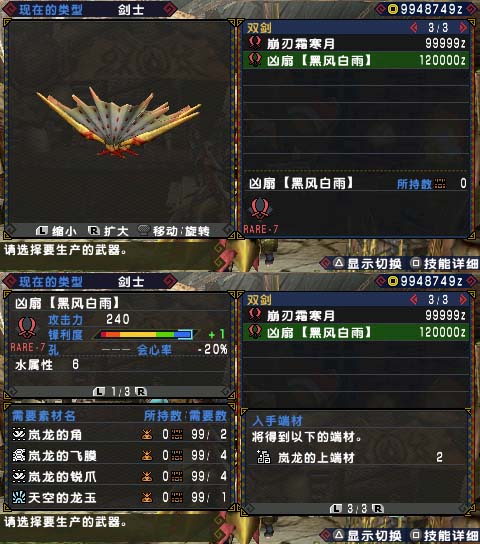 现在的类型 剑士 9948749z
双剑 3/3
崩刃霜寒月 99999z
凶扇【黑风白雨】 120000z
凶扇【黑风白雨】 所持数 0
RARE-7
L 缩小 R 扩大 移动:旋转
请选择要生产的武器。
△显示切换 □技能详细
现在的类型 剑士 9948749z
凶扇【黑风白雨】
攻击力 240
锋利度 +1
RARE-7 孔 --- 会心率 -20%
水属性 6
L 1/3 R
双剑 3/3
崩刃霜寒月 99999z
凶扇【黑风白雨】 120000z
需要素材名 所持数:需要数
岚龙的角 0 99/ 2
岚龙的飞膜 0 99/ 4
岚龙的锐爪 0 99/ 4
天空的龙玉 0 99/ 1
入手端材
将得到以下的端材。
岚龙的上端材 2
L 3/3 R
请选择要生产的武器。
△显示切换 □技能详细